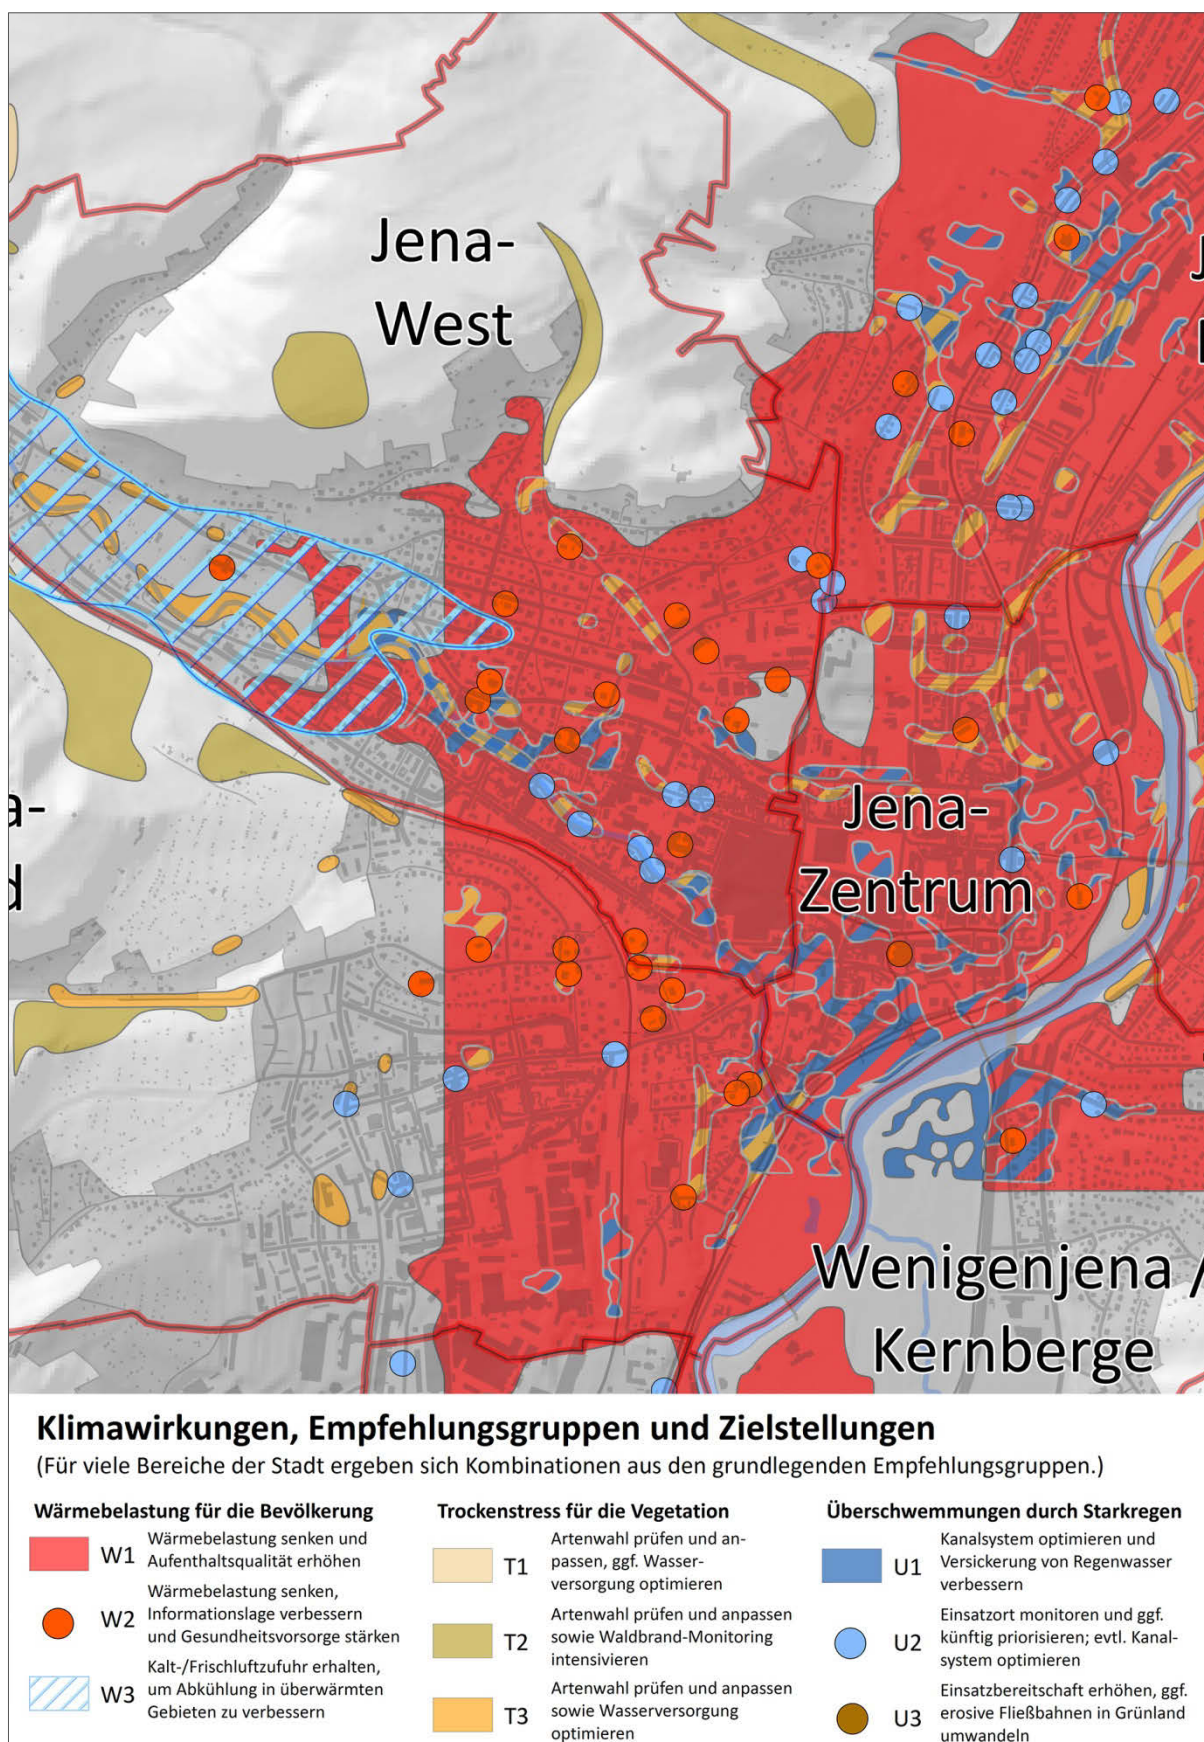 Jena-
West
J
a-
d
Jena-
Zentrum
Wenigenjena /
Kernberge
Klimawirkungen, Empfehlungsgruppen und Zielstellungen
(Für viele Bereiche der Stadt ergeben sich Kombinationen aus den grundlegenden Empfehlungsgruppen.)
Wärmebelastung für die Bevölkerung
W1
Wärmebelastung senken und
Aufenthaltsqualität erhöhen
W2
Wärmebelastung senken,
Informationslage verbessern
und Gesundheitsvorsorge stärken
W3
Kalt-/Frischluftzufuhr erhalten,
um Abkühlung in überwärmten
Gebieten zu verbessern
Trockenstress für die Vegetation
T1
Artenwahl prüfen und an-
passen, ggf. Wasser-
versorgung optimieren
T2
Artenwahl prüfen und anpassen
sowie Waldbrand-Monitoring
intensivieren
T3
Artenwahl prüfen und anpassen
sowie Wasserversorgung
optimieren
Überschwemmungen durch Starkregen
U1
Kanalsystem optimieren und
Versickerung von Regenwasser
verbessern
U2
Einsatzort monitoren und ggf.
künftig priorisieren; evtl. Kanal-
system optimieren
U3
Einsatzbereitschaft erhöhen, ggf.
erosive Fließbahnen in Grünland
umwandeln